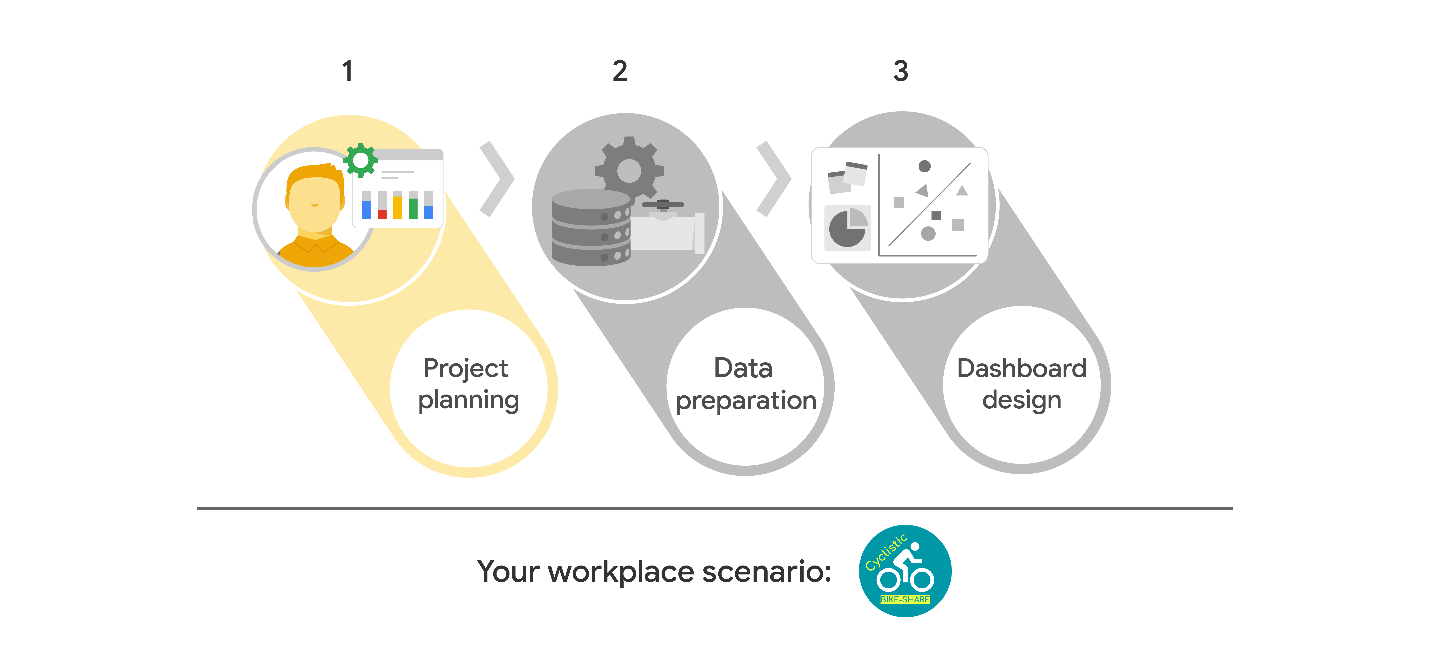 1
2
3
Project
planning
Data
preparation
Dashboard
design
Your workplace scenario:
Cyclistic
BIKE-SHARE